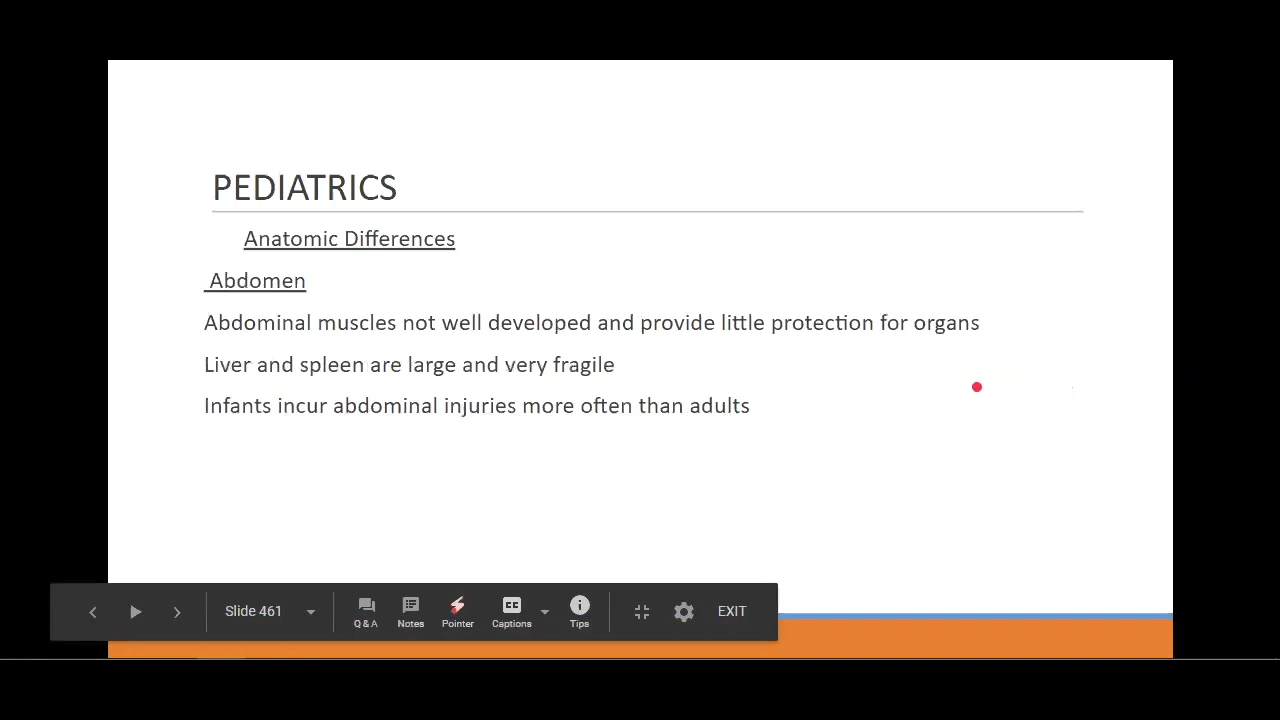 PEDIATRICS
Anatomic Differences
Abdomen
Abdominal muscles not well developed and provide little protection for organs
Liver and spleen are large and very fragile
Infants incur abdominal injuries more often than adults
Slide 461
Q & A
Notes
Pointer
CC
Captions
Tips
EXIT